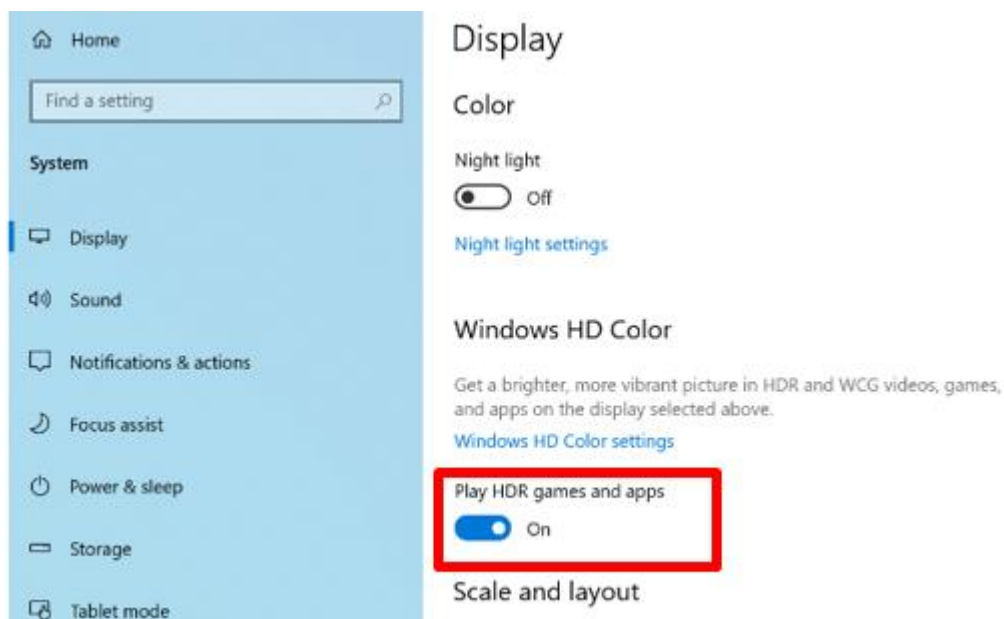 Home
Find a setting
System
Display
Sound
Notifications & actions
Focus assist
Power & sleep
Storage
Tablet mode
Display
Color
Night light
Off
Night light settings
Windows HD Color
Get a brighter, more vibrant picture in HDR and WCG videos, games,
and apps on the display selected above.
Windows HD Color settings
Play HDR games and apps
On
Scale and layout